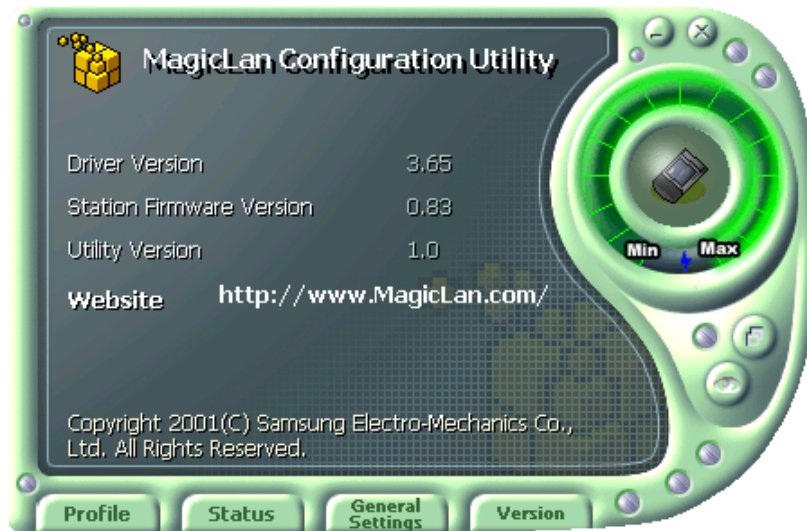 MagicLan Configuration Utility
Driver Version 3.65
Station Firmware Version 0.83
Utility Version 1.0
Website http://www.MagicLan.com/
Min Max
Copyright 2001(C) Samsung Electro-Mechanics Co.,
Ltd. All Rights Reserved.
Profile
Status
General
Settings
Version